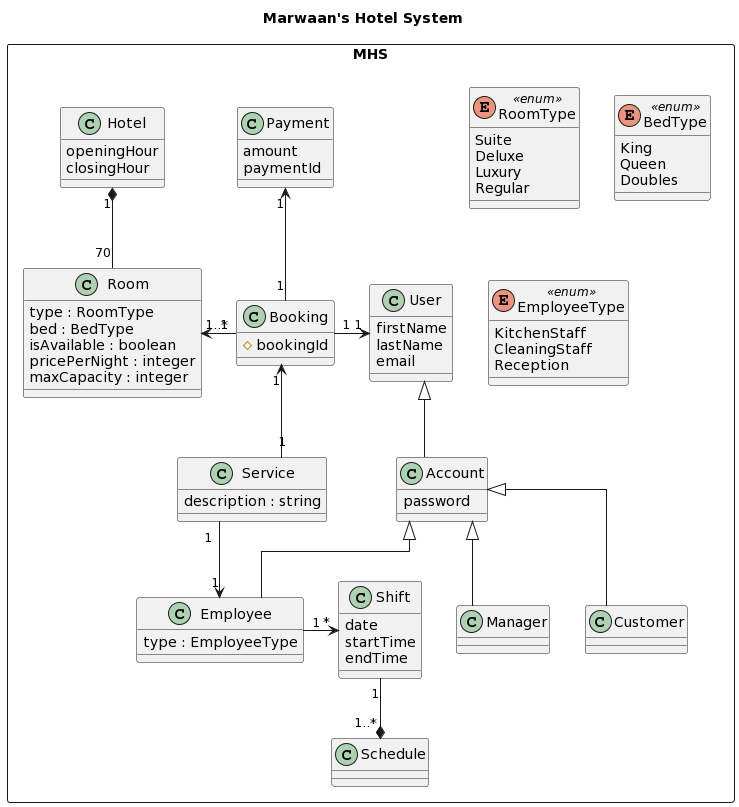 Marwaan's Hotel System
MHS
C Hotel
openingHour
closingHour
C Payment
amount
paymentId
E «enum»
RoomType
Suite
Deluxe
Luxury
Regular
E «enum»
BedType
King
Queen
Doubles
1
70
1
1
C Room
type : RoomType
bed : BedType
isAvailable : boolean
pricePerNight : integer
maxCapacity : integer
1..*
1
C Booking
bookingId
1 1
C User
firstName
lastName
email
E «enum»
EmployeeType
KitchenStaff
CleaningStaff
Reception
1
1
C Service
description : string
C Account
password
1
1
C Employee
type : EmployeeType
1 *
C Shift
date
startTime
endTime
C Manager
C Customer
1
1..*
C Schedule